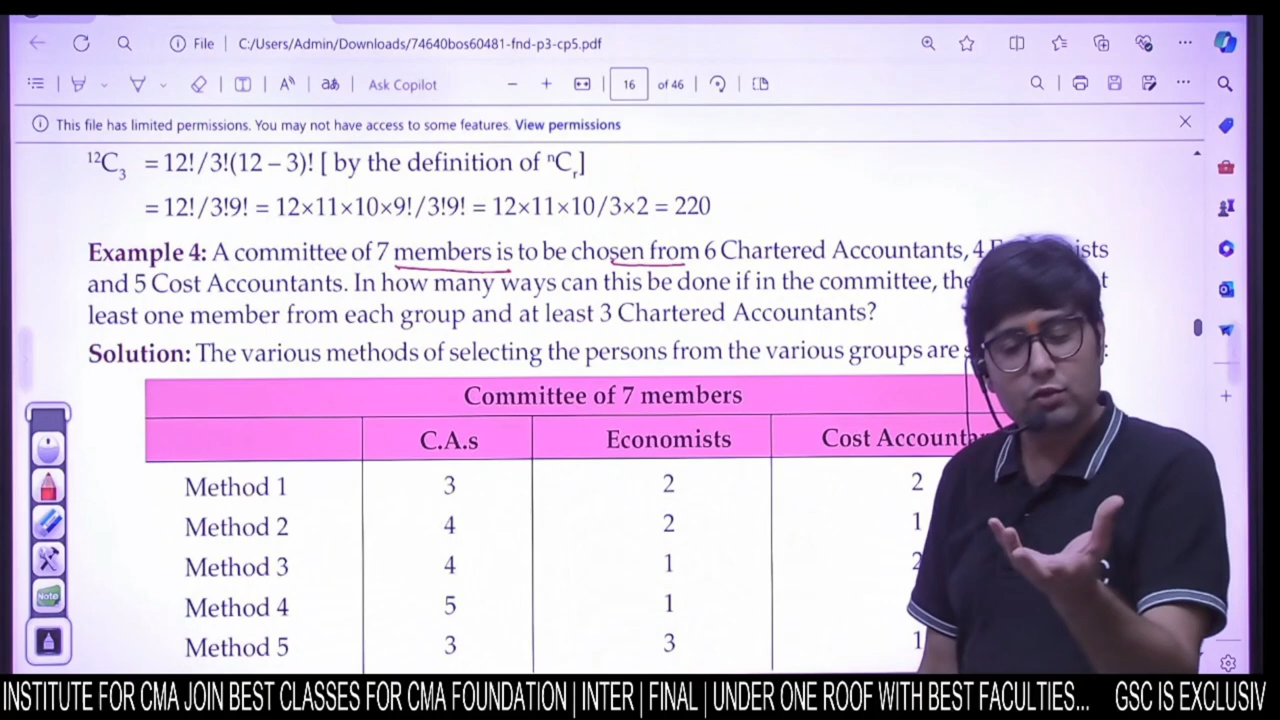 File | C:/Users/Admin/Downloads/74640bos60481-fnd-p3-cp5.pdf
Ask Copilot 16 of 46
This file has limited permissions. You may not have access to some features. View permissions
¹²C₃ = 12!/3!(12 – 3)! [ by the definition of ⁿCᵣ]
= 12!/3!9! = 12×11×10×9!/3!9! = 12×11×10/3×2 = 220
Example 4: A committee of 7 members is to be chosen from 6 Chartered Accountants, 4
and 5 Cost Accountants. In how many ways can this be done if in the committee,
least one member from each group and at least 3 Chartered Accountants?
Solution: The various methods of selecting the persons from the various groups are
Committee of 7 members
C.A.s Economists Cost
Method 1 3 2 2
Method 2 4 2 1
Method 3 4 1 2
Method 4 5 1
Method 5 3 3 1
Note
INSTITUTE FOR CMA JOIN BEST CLASSES FOR CMA FOUNDATION | INTER | FINAL | UNDER ONE ROOF WITH BEST FACULTIES... GSC IS EXCLUSIV